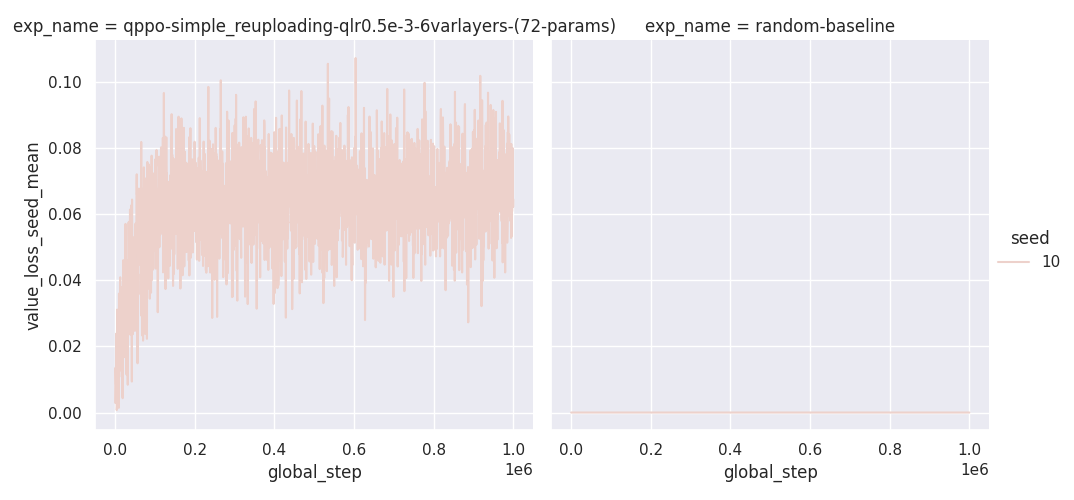 exp_name = qppo-simple_reuploading-qlr0.5e-3-6varlayers-(72-params)
exp_name = random-baseline
value_loss_seed_mean
0.10
0.08
0.06
0.04
0.02
0.00
0.0 0.2 0.4 0.6 0.8 1.0
1e6
global_step
0.0 0.2 0.4 0.6 0.8 1.0
1e6
global_step
seed
10